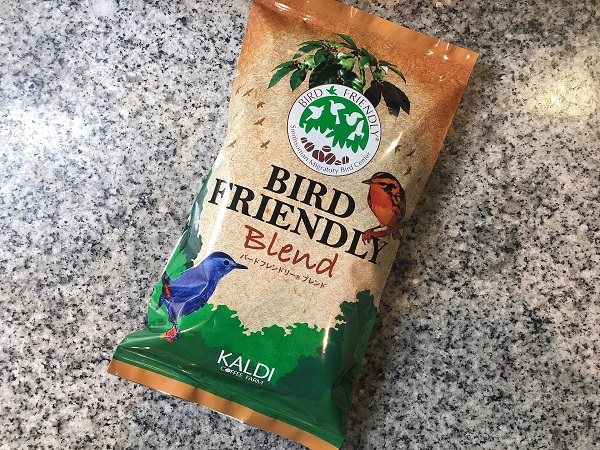 BIRD FRIENDLY
Smithsonian Migratory Bird Center
BIRD
FRIENDLY
Blend
バードフレンドリー® ブレンド
KALDI
COFFEE FARM